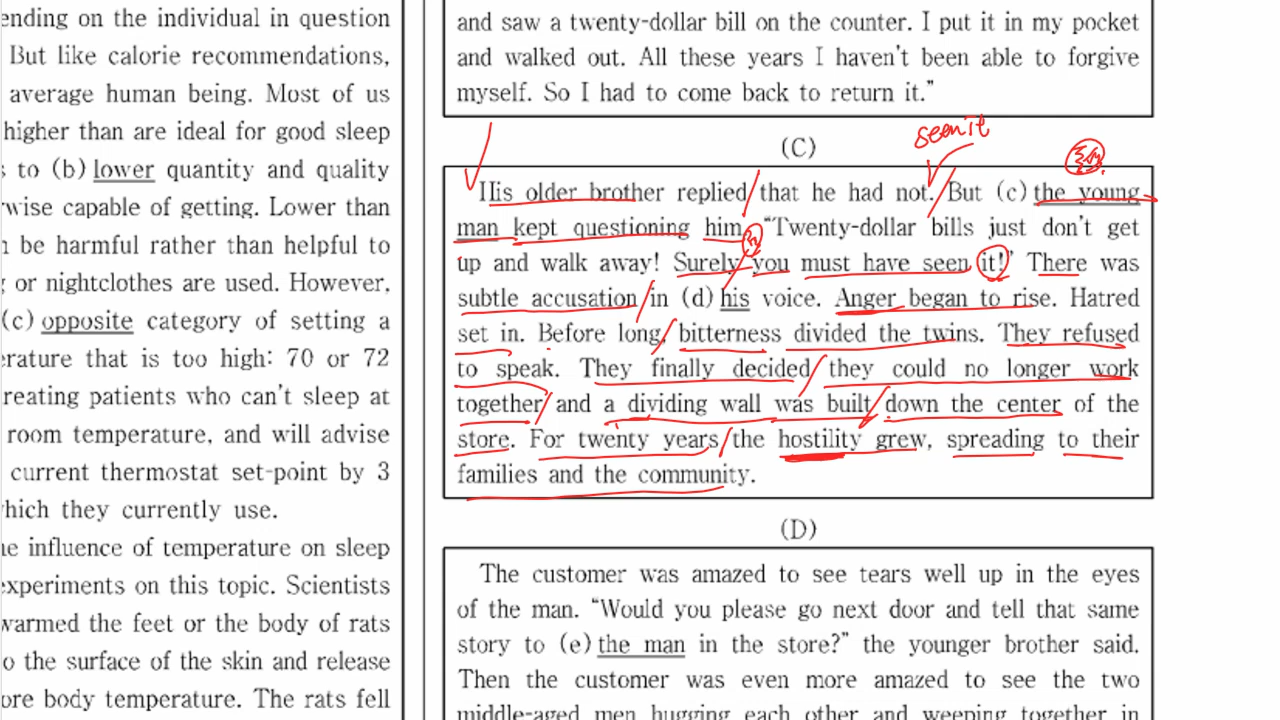 ending on the individual in question
But like calorie recommendations,
average human being. Most of us
higher than are ideal for good sleep
s to (b) lower quantity and quality
rwise capable of getting. Lower than
n be harmful rather than helpful to
g or nightclothes are used. However,
(c) opposite category of setting a
erature that is too high: 70 or 72
reating patients who can't sleep at
room temperature, and will advise
current thermostat set-point by 3
which they currently use.
he influence of temperature on sleep
experiments on this topic. Scientists
warmed the feet or the body of rats
o the surface of the skin and release
ore body temperature. The rats fell
and saw a twenty-dollar bill on the counter. I put it in my pocket
and walked out. All these years I haven't been able to forgive
myself. So I had to come back to return it."
seen it
(C)
His older brother replied that he had not. But (c) the young
man kept questioning him. "Twenty-dollar bills just don't get
up and walk away! Surely you must have seen it!" There was
subtle accusation in (d) his voice. Anger began to rise. Hatred
set in. Before long, bitterness divided the twins. They refused
to speak. They finally decided they could no longer work
together and a dividing wall was built down the center of the
store. For twenty years the hostility grew, spreading to their
families and the community.
(D)
The customer was amazed to see tears well up in the eyes
of the man. "Would you please go next door and tell that same
story to (e) the man in the store?" the younger brother said.
Then the customer was even more amazed to see the two
middle-aged men hugging each other and weeping together in